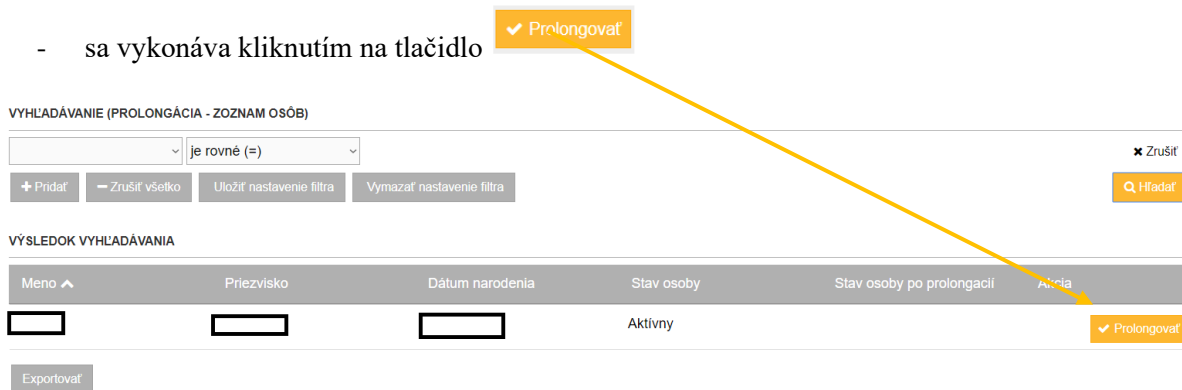 - sa vykonáva kliknutím na tlačidlo Prolongovať
VYHĽADÁVANIE (PROLONGÁCIA - ZOZNAM OSÔB)
je rovné (=) Zrušiť
Pridať Zrušiť všetko Uložiť nastavenie filtra Vymazať nastavenie filtra Hľadať
VÝSLEDOK VYHĽADÁVANIA
Meno Priezvisko Dátum narodenia Stav osoby Stav osoby po prolongacií Akcia
Aktívny Prolongovať
Exportovať